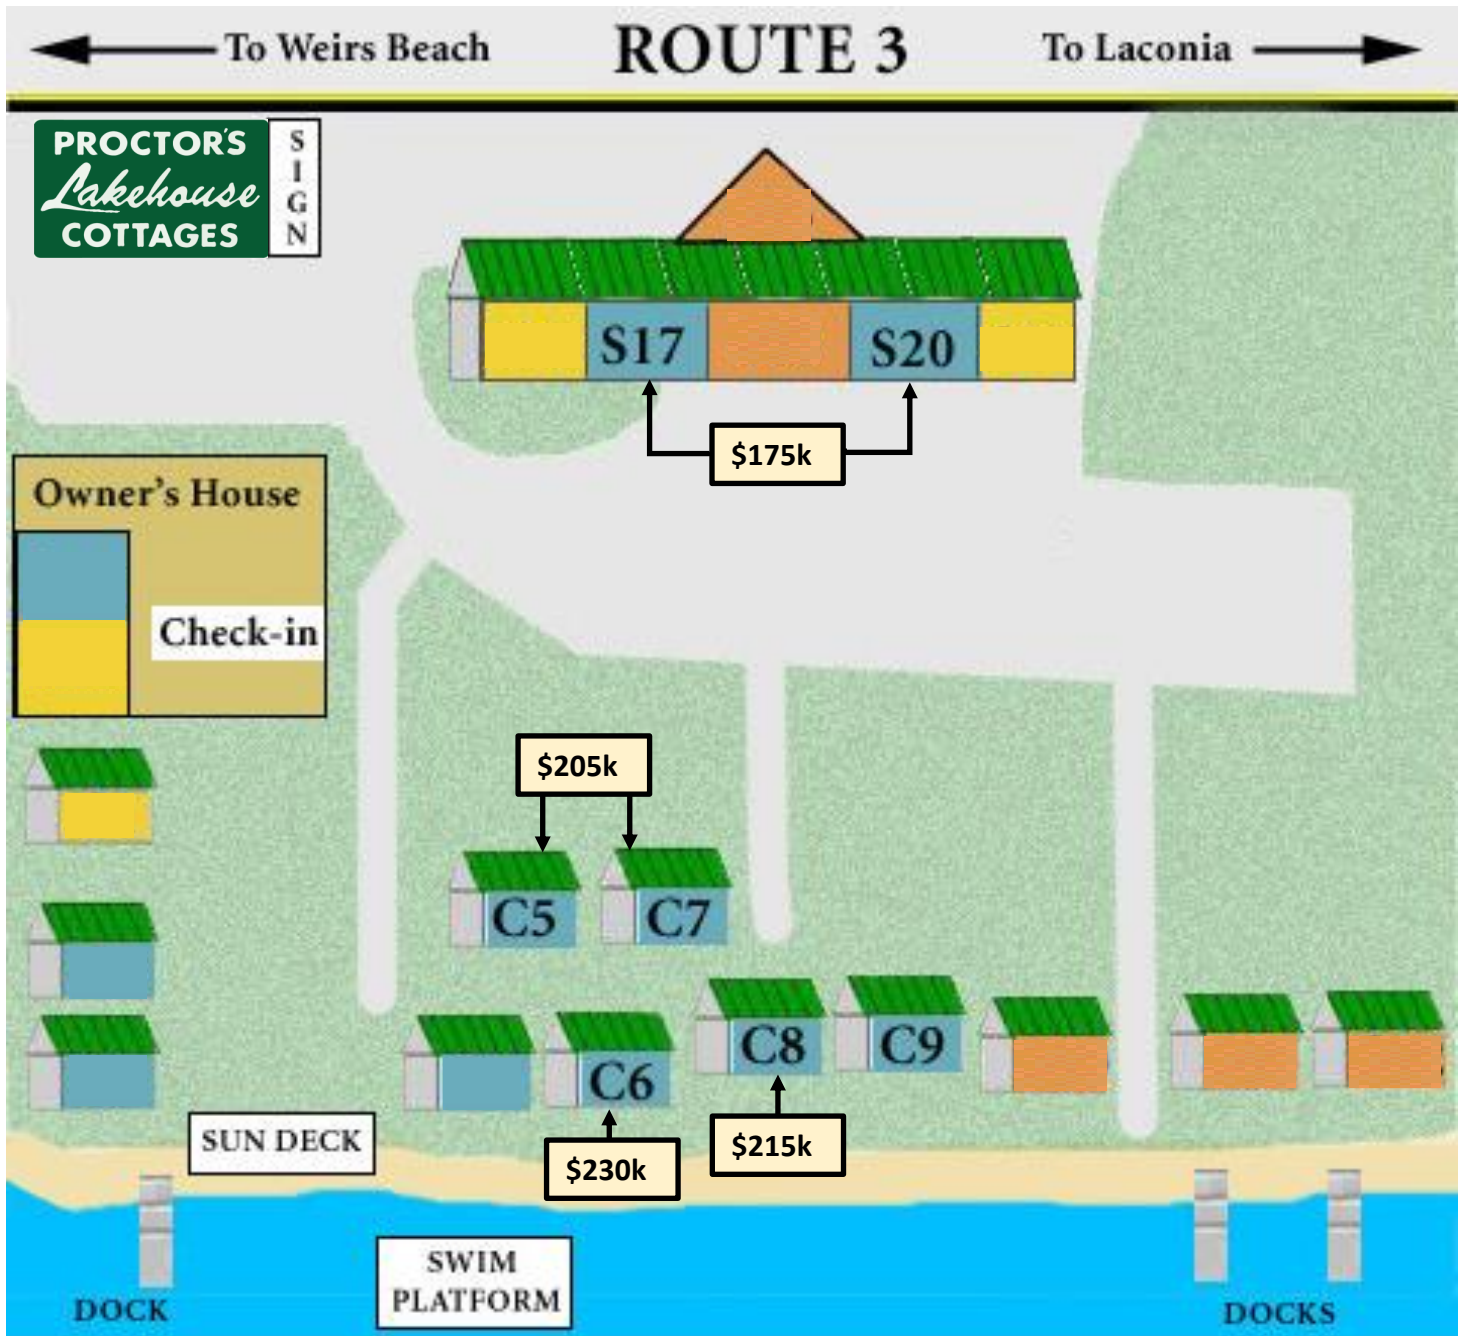 To Weirs Beach
ROUTE 3
To Laconia
PROCTOR'S
Lakehouse
COTTAGES
SIGN
S17
S20
$175k
Owner's House
Check-in
$205k
C5
C7
C8
C9
C6
$215k
$230k
SUN DECK
SWIM
PLATFORM
DOCK
DOCKS